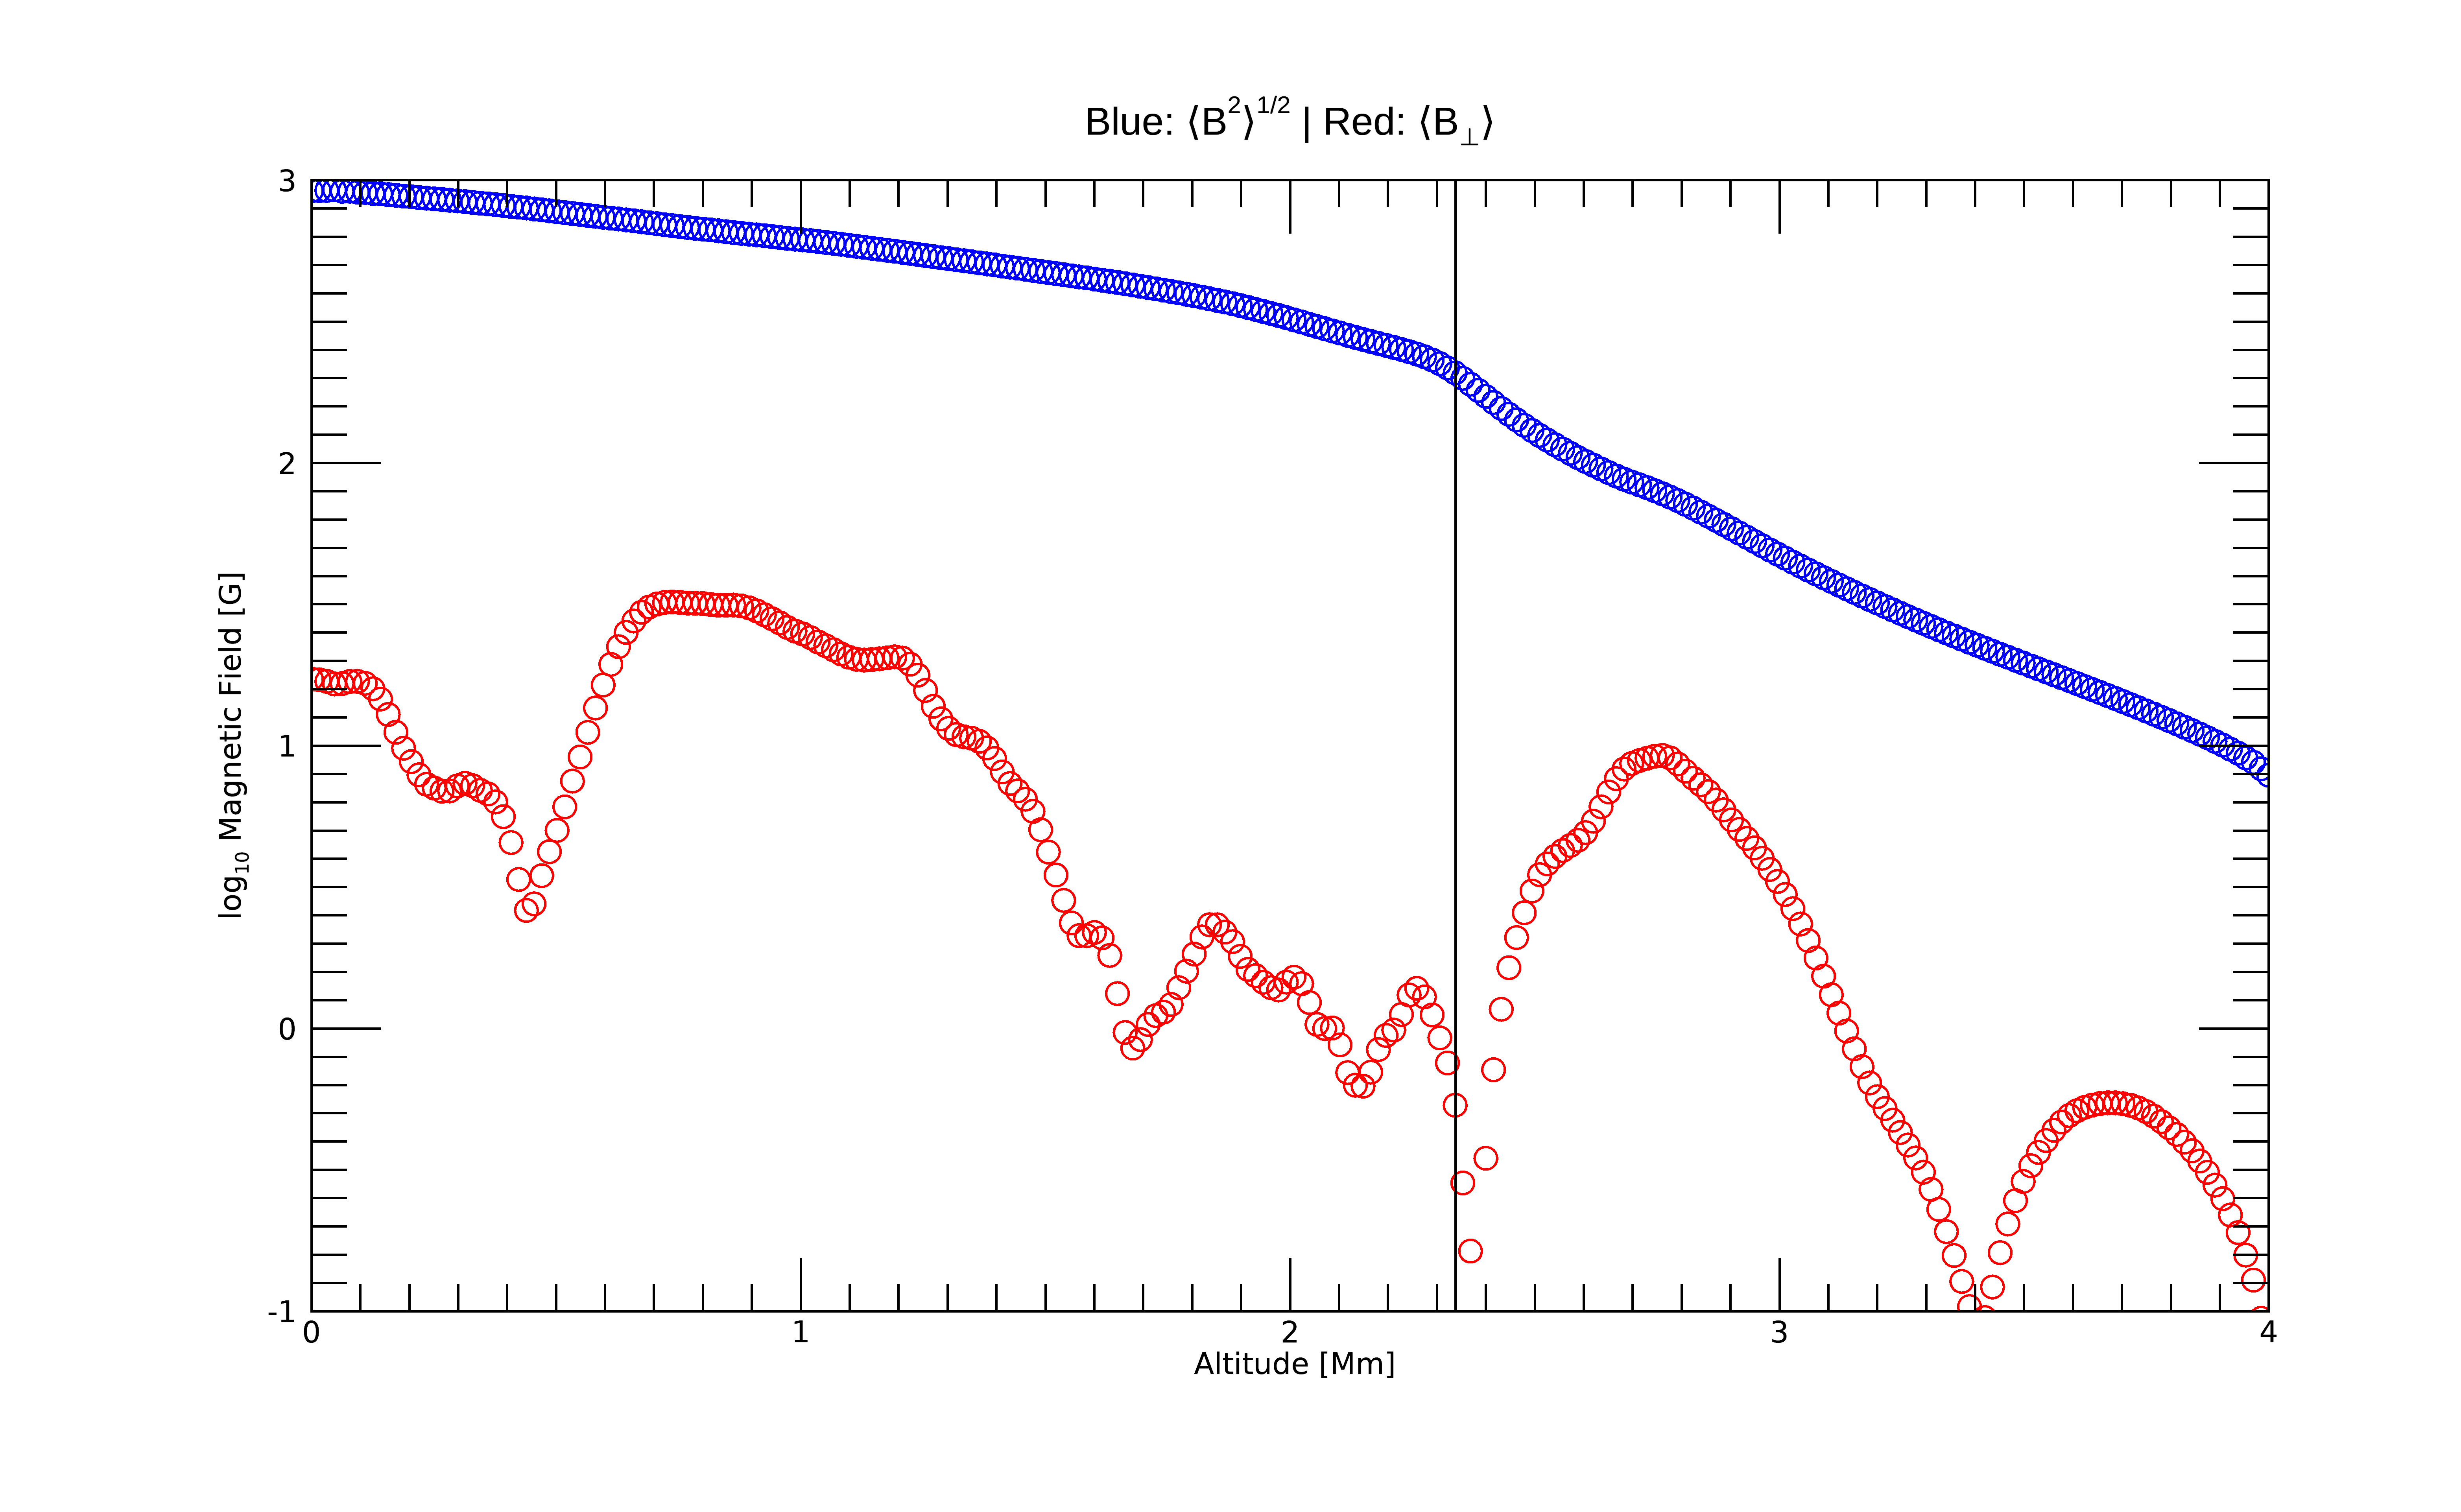 Blue: ⟨B²⟩^1/2 | Red: ⟨B_⊥⟩
3
2
1
0
-1
log₁₀ Magnetic Field [G]
0 1 2 3 4
Altitude [Mm]